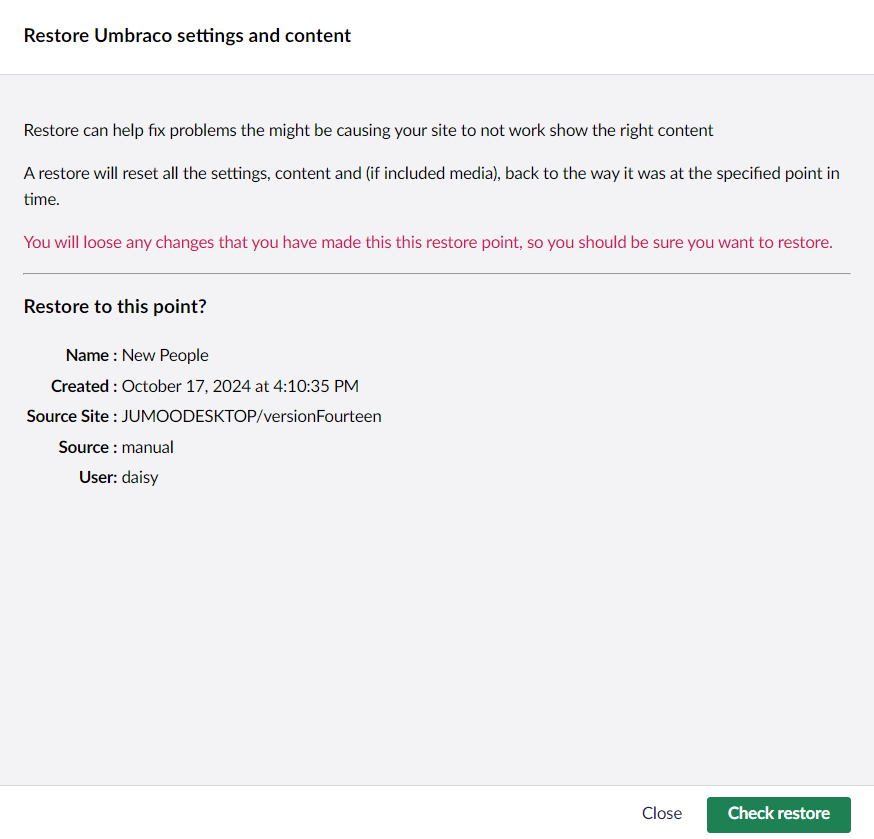 Restore Umbraco settings and content
Restore can help fix problems the might be causing your site to not work show the right content
A restore will reset all the settings, content and (if included media), back to the way it was at the specified point in
time.
You will loose any changes that you have made this this restore point, so you should be sure you want to restore.
Restore to this point?
Name : New People
Created : October 17, 2024 at 4:10:35 PM
Source Site : JUMOODESKTOP/versionFourteen
Source : manual
User: daisy
Close Check restore